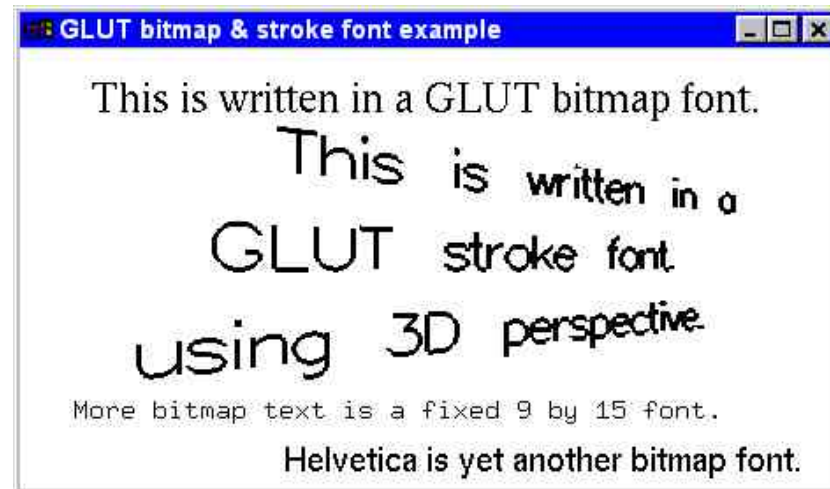 GLUT bitmap & stroke font example
This is written in a GLUT bitmap font.
This is written in a
GLUT stroke font
using 3D perspective.
More bitmap text is a fixed 9 by 15 font.
Helvetica is yet another bitmap font.